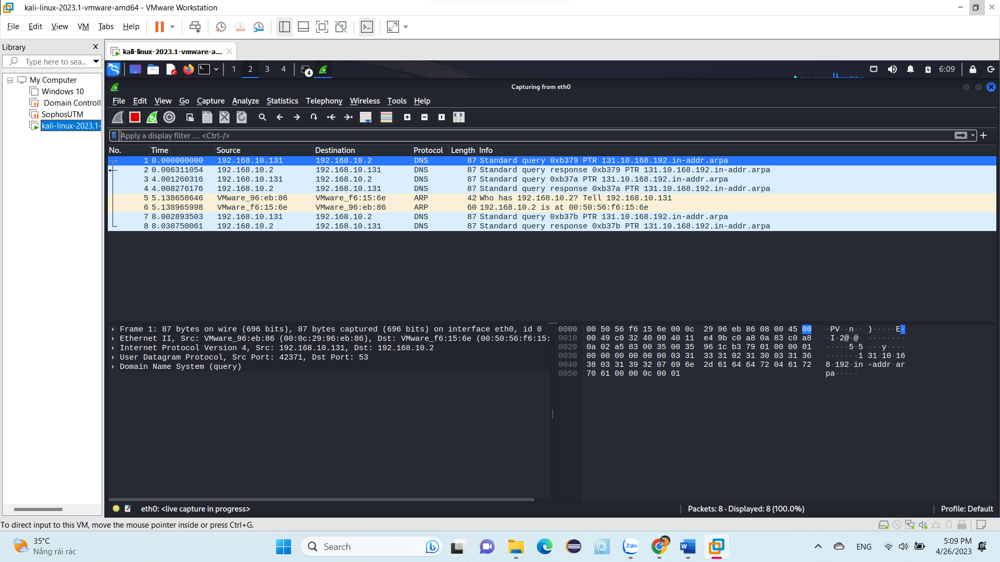 kali-linux-2023.1-vmware-amd64 - VMware Workstation
File Edit View VM Tabs Help
Library
Type here to sea...
My Computer
Windows 10
Domain Controll
SophosUTM
kali-linux-2023.1-
kali-linux-2023.1-vmware-a...
1 2 3 4 4 6:09
Capturing from eth0
File Edit View Go Capture Analyze Statistics Telephony Wireless Tools Help
Apply a display filter ... <Ctrl-/>
No. Time Source Destination Protocol Length Info
1 0.000000000 192.168.10.131 192.168.10.2 DNS 87 Standard query 0xb379 PTR 131.10.168.192.in-addr.arpa
2 0.006311054 192.168.10.2 192.168.10.131 DNS 87 Standard query response 0xb379 PTR 131.10.168.192.in-addr.arpa
3 4.001260316 192.168.10.131 192.168.10.2 DNS 87 Standard query 0xb37a PTR 131.10.168.192.in-addr.arpa
4 4.008276176 192.168.10.2 192.168.10.131 DNS 87 Standard query response 0xb37a PTR 131.10.168.192.in-addr.arpa
5 5.138658646 VMware_96:eb:86 VMware_f6:15:6e ARP 42 Who has 192.168.10.2? Tell 192.168.10.131
6 5.138965998 VMware_f6:15:6e VMware_96:eb:86 ARP 60 192.168.10.2 is at 00:50:56:f6:15:6e
7 8.002893503 192.168.10.131 192.168.10.2 DNS 87 Standard query 0xb37b PTR 131.10.168.192.in-addr.arpa
8 8.030750061 192.168.10.2 192.168.10.131 DNS 87 Standard query response 0xb37b PTR 131.10.168.192.in-addr.arpa
Frame 1: 87 bytes on wire (696 bits), 87 bytes captured (696 bits) on interface eth0, id 0
Ethernet II, Src: VMware_96:eb:86 (00:0c:29:96:eb:86), Dst: VMware_f6:15:6e (00:50:56:f6:15:
Internet Protocol Version 4, Src: 192.168.10.131, Dst: 192.168.10.2
User Datagram Protocol, Src Port: 42371, Dst Port: 53
Domain Name System (query)
0000 00 50 56 f6 15 6e 00 0c 29 96 eb 86 08 00 45 00 ·PV··n·· )·····E·
0010 00 49 c0 32 40 00 40 11 e4 9b c0 a8 0a 83 c0 a8 ·I·2@·@· ········
0020 0a 02 a5 83 00 35 00 35 96 1c b3 79 01 00 00 01 ·····5·5 ···y····
0030 00 00 00 00 00 00 03 31 33 31 02 31 30 03 31 36 ·······1 31·10·16
0040 38 03 31 39 32 07 69 6e 2d 61 64 64 72 04 61 72 8·192·in -addr·ar
0050 70 61 00 00 0c 00 01 pa·····
eth0: <live capture in progress>
Packets: 8 · Displayed: 8 (100.0%)
Profile: Default
To direct input to this VM, move the mouse pointer inside or press Ctrl+G.
35°C
Nắng rải rác
Search
Zalo
ENG
5:09 PM
4/26/2023